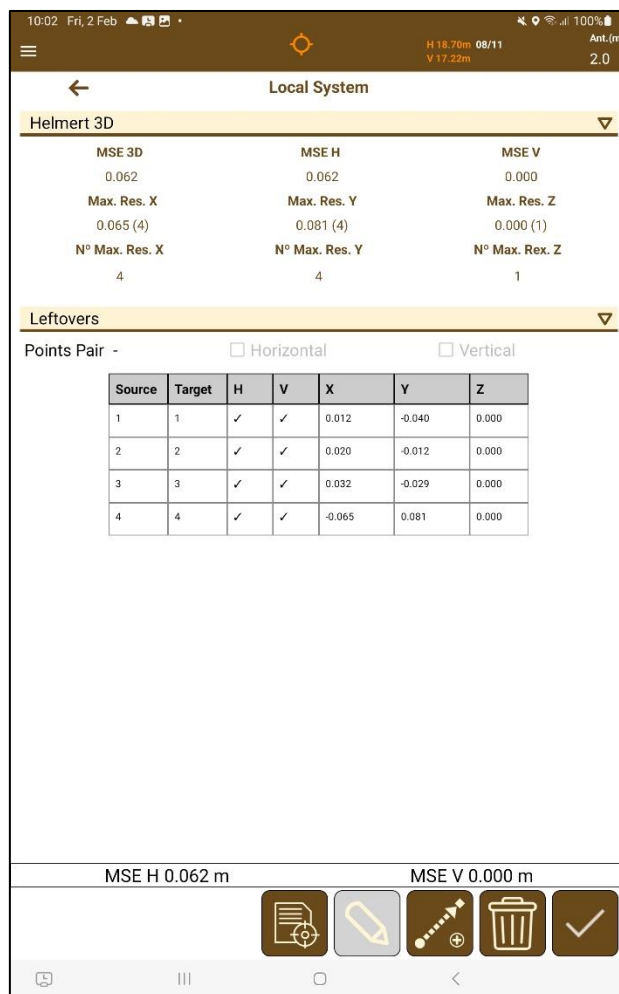 10:02 Fri, 2 Feb 100%
H 18.70m 08/11 Ant.(m
V 17.22m 2.0
Local System
Helmert 3D
MSE 3D MSE H MSE V
0.062 0.062 0.000
Max. Res. X Max. Res. Y Max. Res. Z
0.065 (4) 0.081 (4) 0.000 (1)
Nº Max. Res. X Nº Max. Res. Y Nº Max. Rex. Z
4 4 1
Leftovers
Points Pair - Horizontal Vertical
Source Target H V X Y Z
1 1 ✓ ✓ 0.012 -0.040 0.000
2 2 ✓ ✓ 0.020 -0.012 0.000
3 3 ✓ ✓ 0.032 -0.029 0.000
4 4 ✓ ✓ -0.065 0.081 0.000
MSE H 0.062 m MSE V 0.000 m